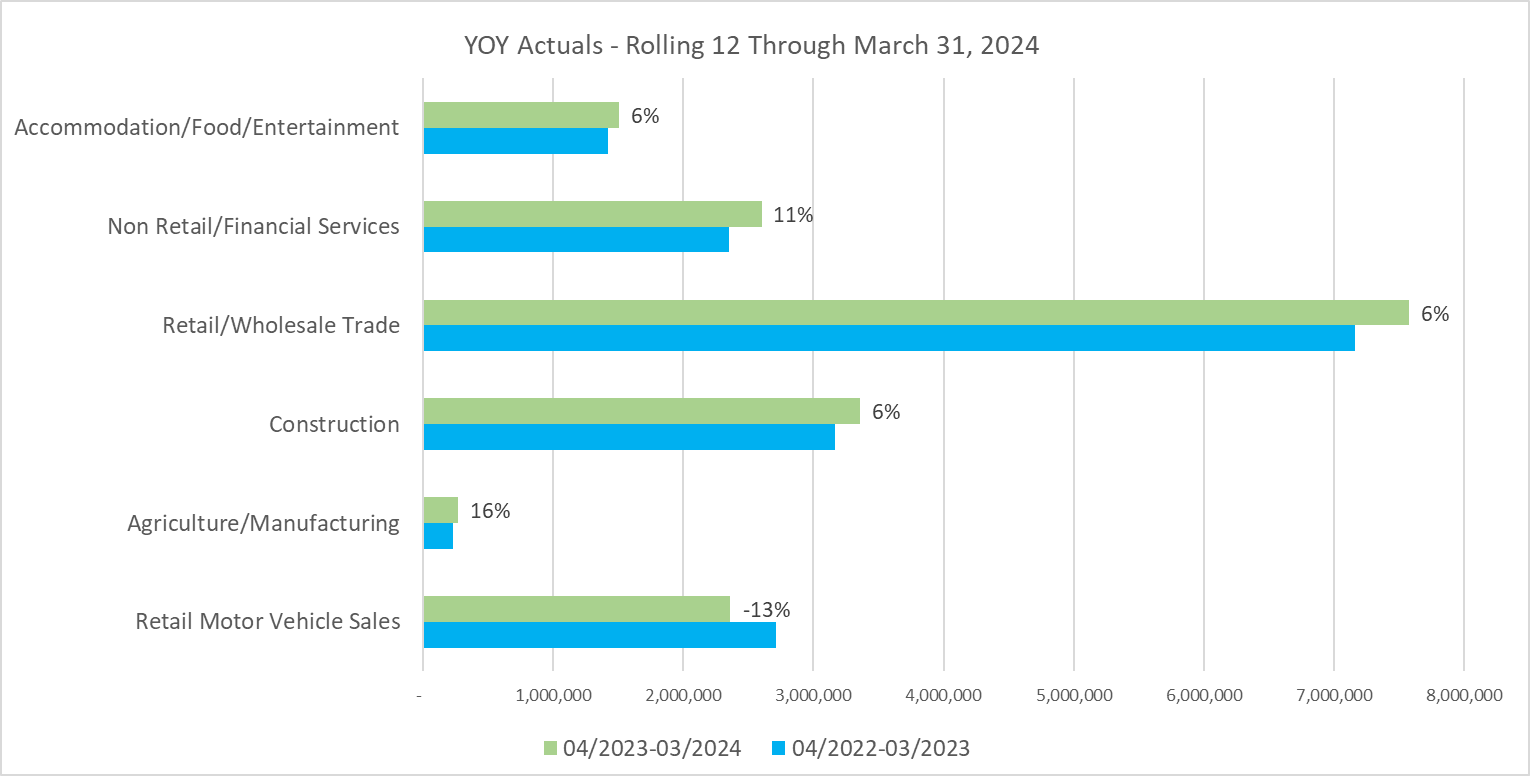 YOY Actuals - Rolling 12 Through March 31, 2024
Accommodation/Food/Entertainment
6%
Non Retail/Financial Services
11%
Retail/Wholesale Trade
6%
Construction
6%
Agriculture/Manufacturing
16%
Retail Motor Vehicle Sales
-13%
- 1,000,000 2,000,000 3,000,000 4,000,000 5,000,000 6,000,000 7,000,000 8,000,000
04/2023-03/2024 04/2022-03/2023